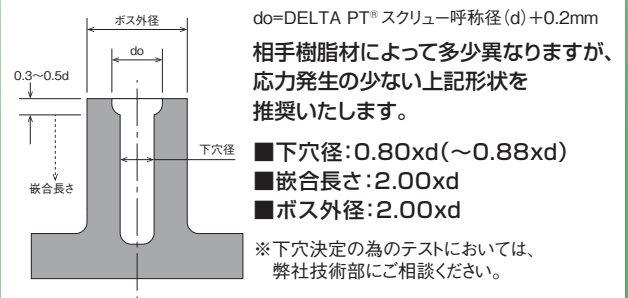 ボス外径
do
0.3～0.5d
下穴径
嵌合長さ
do=DELTA PT®スクリュー呼称径(d)+0.2mm
相手樹脂材によって多少異なりますが、
応力発生の少ない上記形状を
推奨いたします。
■下穴径:0.80xd(～0.88xd)
■嵌合長さ:2.00xd
■ボス外径:2.00xd
※下穴決定の為のテストにおいては、
弊社技術部にご相談ください。